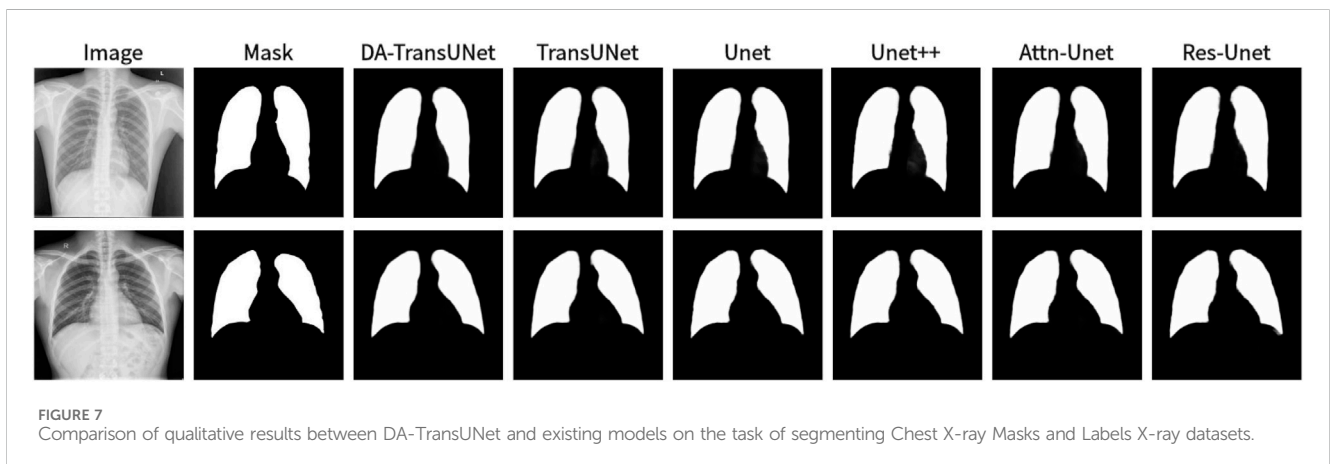 Image Mask DA-TransUNet TransUNet Unet Unet++ Attn-Unet Res-Unet
L
R
FIGURE 7
Comparison of qualitative results between DA-TransUNet and existing models on the task of segmenting Chest X-ray Masks and Labels X-ray datasets.